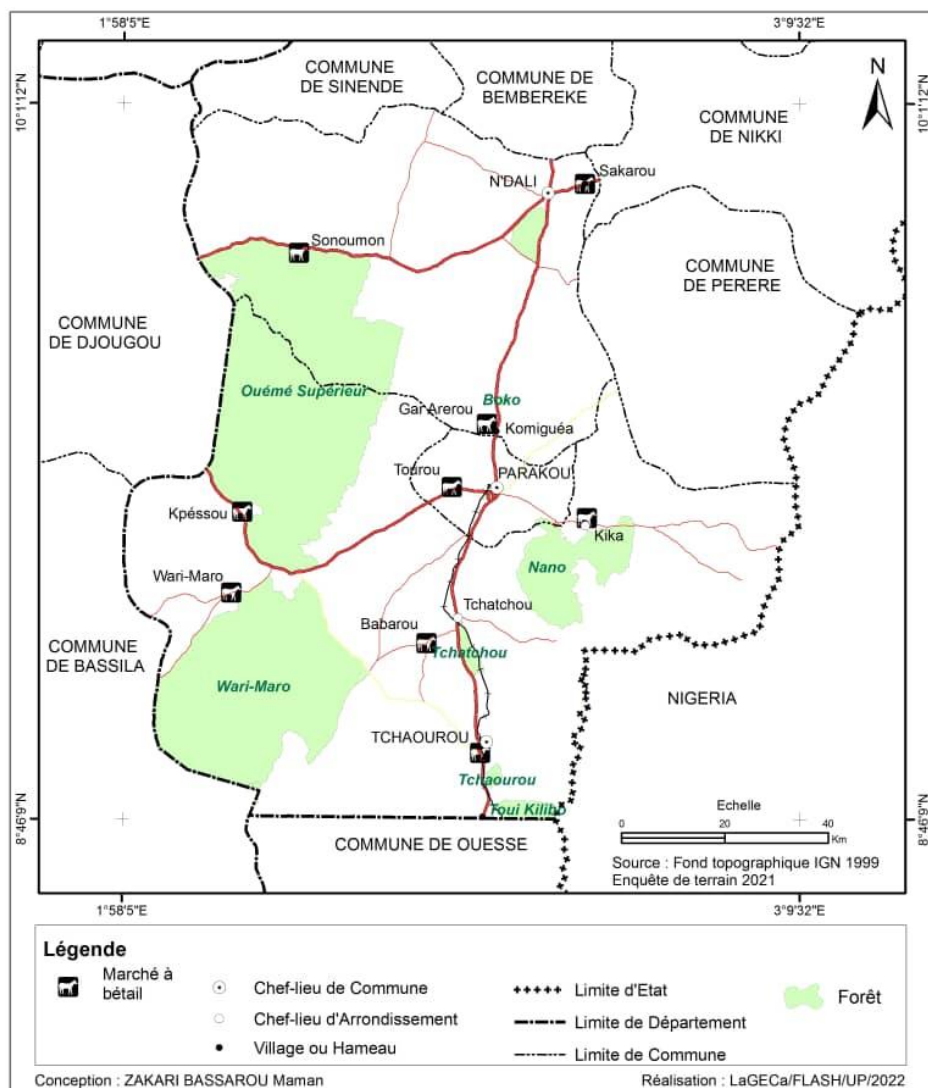 1°58'5"E
3°9'32"E
10°1'12"N
10°1'12"N
COMMUNE
DE SINENDE
COMMUNE DE
BEMBEREKE
COMMUNE
DE NIKKI
N
N'DALI
Sakarou
Sonoumon
COMMUNE
DE PERERE
COMMUNE
DE DJOUGOU
Ouémé Supérieur
Boko
Gar Arerou
Komiguéa
Tourou
PARAKOU
Kpéssou
Kika
Nano
Wari-Maro
Tchatchou
Babarou
Tchatchou
COMMUNE
DE BASSILA
Wari-Maro
NIGERIA
TCHAOUROU
Tchaourou
Toui Kilibo
8°46'9"N
8°46'9"N
COMMUNE DE OUESSE
Echelle
0 20 40
Km
Source : Fond topographique IGN 1999
Enquête de terrain 2021
1°58'5"E
3°9'32"E
Légende
Marché à
bétail
Chef-lieu de Commune
Chef-lieu d'Arrondissement
Village ou Hameau
Limite d'Etat
Limite de Département
Limite de Commune
Forêt
Conception : ZAKARI BASSAROU Maman
Réalisation : LaGECa/FLASH/UP/2022